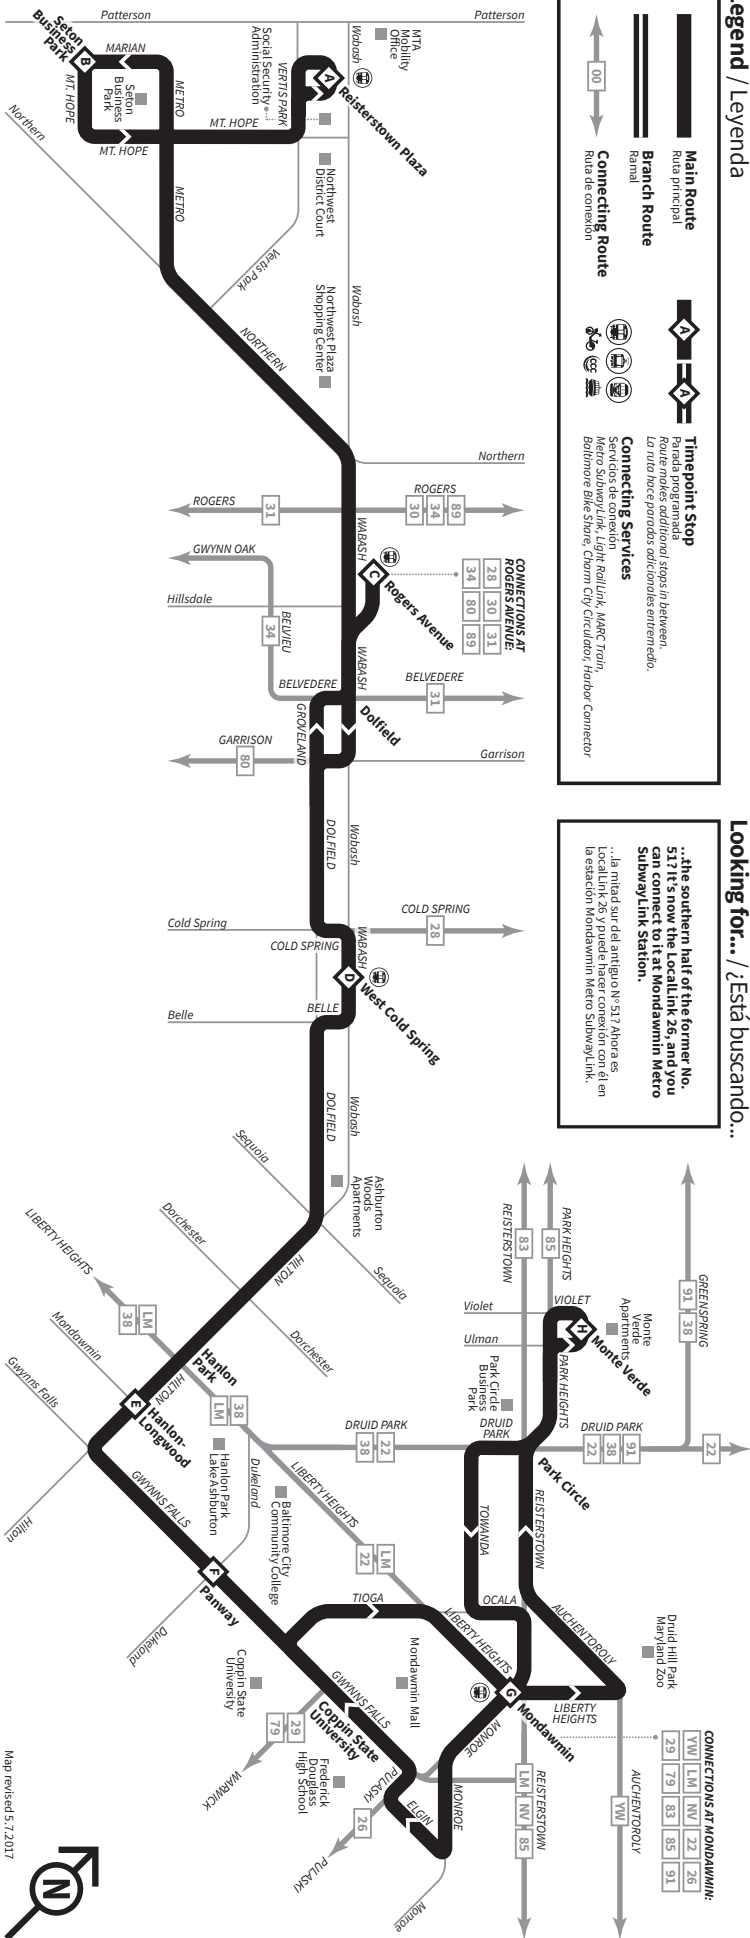 Legend / Leyenda
Main Route
Ruta principal
Branch Route
Ramal
00
Connecting Route
Ruta de conexión
A
A
Timepoint Stop
Parada programada
Route makes additional stops in between.
La ruta hace paradas adicionales entremedio.
CCC
Connecting Services
Servicios de conexión
Metro SubwayLink, Light RailLink, MARC Train,
Baltimore Bike Share, Charm City Circulator, Harbor Connector
Looking for... / ¿Está buscando...
...the southern half of the former No.
51? It's now the LocalLink 26, and you
can connect to it at Mondawmin Metro
SubwayLink Station.
...la mitad sur del antiguo Nº 51? Ahora es
LocalLink 26 y puede hacer conexión con él en
la estación Mondawmin Metro SubwayLink.
Patterson
Patterson
MTA
Mobility
Office
Wabash
A
Reisterstown Plaza
VERTIS PARK
Social Security
Administration
Seton
Business
Park
B
MARIAN
METRO
MT. HOPE
Seton
Business
Park
MT. HOPE
MT. HOPE
Northern
METRO
Northwest
District Court
Vertis Park
Wabash
Northwest Plaza
Shopping Center
NORTHERN
Northern
ROGERS
31
ROGERS
30
34
89
WABASH
C
Rogers Avenue
CONNECTIONS AT
ROGERS AVENUE:
28
30
31
34
80
89
GWYNN OAK
Hillsdale
BELVIEU
34
WABASH
BELVEDERE
BELVEDERE
31
Dolfield
GROVELAND
GARRISON
80
Garrison
DOLFIELD
Wabash
Cold Spring
COLD SPRING
28
COLD SPRING
WABASH
D
West Cold Spring
Belle
BELLE
DOLFIELD
Wabash
Ashburton
Woods
Apartments
Sequoia
Sequoia
HILTON
Dorchester
Dorchester
LIBERTY HEIGHTS
38
LM
Hanlon
Park
HILTON
LM
38
Mondawmin
Gwynns Falls
E
Hanlon-
Longwood
Hilton
GWYNNS FALLS
Hanlon Park
Lake Ashburton
Dukeland
Baltimore City
Community College
F
Panway
Dukeland
LIBERTY HEIGHTS
22
LM
DRUID PARK
38
22
REISTERSTOWN
83
PARK HEIGHTS
85
GREENSPRING
91
38
Violet
VIOLET
Ulman
H
Monte Verde
Monte
Verde
Apartments
PARK HEIGHTS
Park Circle
Business
Park
DRUID
PARK
DRUID PARK
22
38
91
22
Park Circle
TOWANDA
REISTERSTOWN
OCALA
AUCHENTOROLY
Druid Hill Park
Maryland Zoo
TIOGA
LIBERTY HEIGHTS
Mondawmin Mall
G
Mondawmin
LIBERTY
HEIGHTS
CONNECTIONS AT MONDAWMIN:
YW
LM
NV
22
26
29
79
83
85
91
GWYNNS FALLS
Coppin State
University
Coppin State
University
79
29
WARWICK
Frederick
Douglass
High School
PULASKI
26
PULASKI
ELGIN
MONROE
MONROE
Monroe
REISTERSTOWN
LM
NV
85
AUCHENTOROLY
YW
Map revised 5.7.2017
N